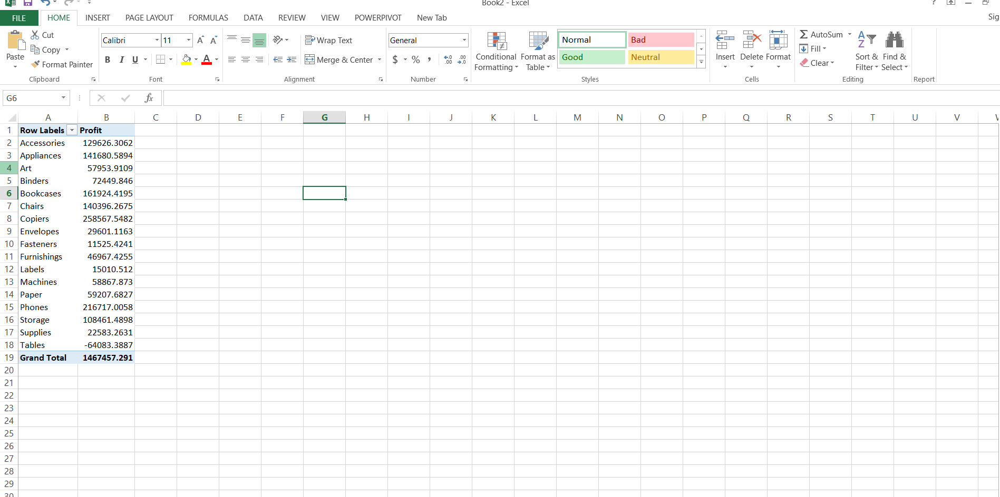 Book2 - Excel
?
FILE HOME INSERT PAGE LAYOUT FORMULAS DATA REVIEW VIEW POWERPIVOT New Tab
Paste
Cut
Copy
Format Painter
Clipboard
Calibri 11 A A
B I U A
Font
Wrap Text
Merge & Center
Alignment
General
$ % ,
Number
Conditional
Formatting
Format as
Table
Normal Bad
Good Neutral
Styles
Insert Delete Format
Cells
AutoSum
Fill
Clear
Sort &
Filter
Find &
Select
Editing
Report
G6 fx
A B C D E F G H I J K L M N O P Q R S T U V
1 Row Labels Profit
2 Accessories 129626.3062
3 Appliances 141680.5894
4 Art 57953.9109
5 Binders 72449.846
6 Bookcases 161924.4195
7 Chairs 140396.2675
8 Copiers 258567.5482
9 Envelopes 29601.1163
10 Fasteners 11525.4241
11 Furnishings 46967.4255
12 Labels 15010.512
13 Machines 58867.873
14 Paper 59207.6827
15 Phones 216717.0058
16 Storage 108461.4898
17 Supplies 22583.2631
18 Tables -64083.3887
19 Grand Total 1467457.291
20
21
22
23
24
25
26
27
28
29
30